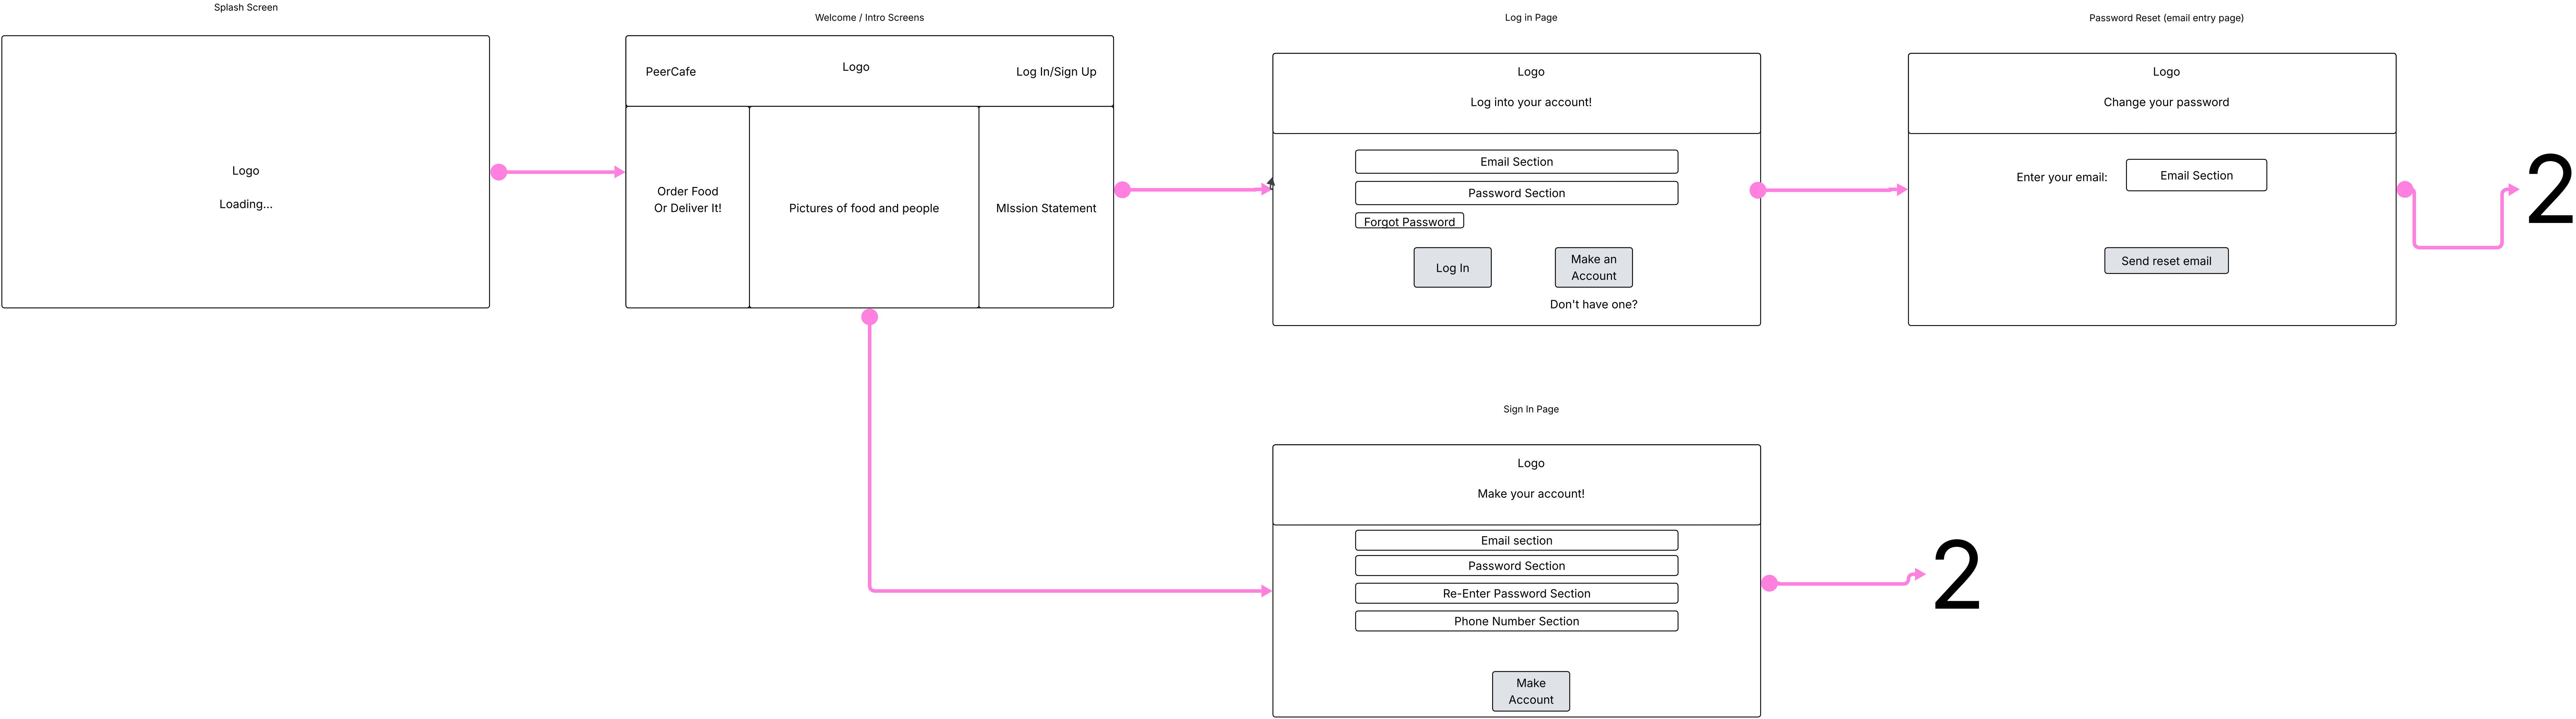 Splash Screen
Logo
Loading...
Welcome / Intro Screens
PeerCafe
Logo
Log In/Sign Up
Order Food
Or Deliver It!
Pictures of food and people
MIssion Statement
Log in Page
Logo
Log into your account!
Email Section
Password Section
Forgot Password
Log In
Make an
Account
Don't have one?
Password Reset (email entry page)
Logo
Change your password
Enter your email:
Email Section
Send reset email
2
Sign In Page
Logo
Make your account!
Email section
Password Section
Re-Enter Password Section
Phone Number Section
Make
Account
2